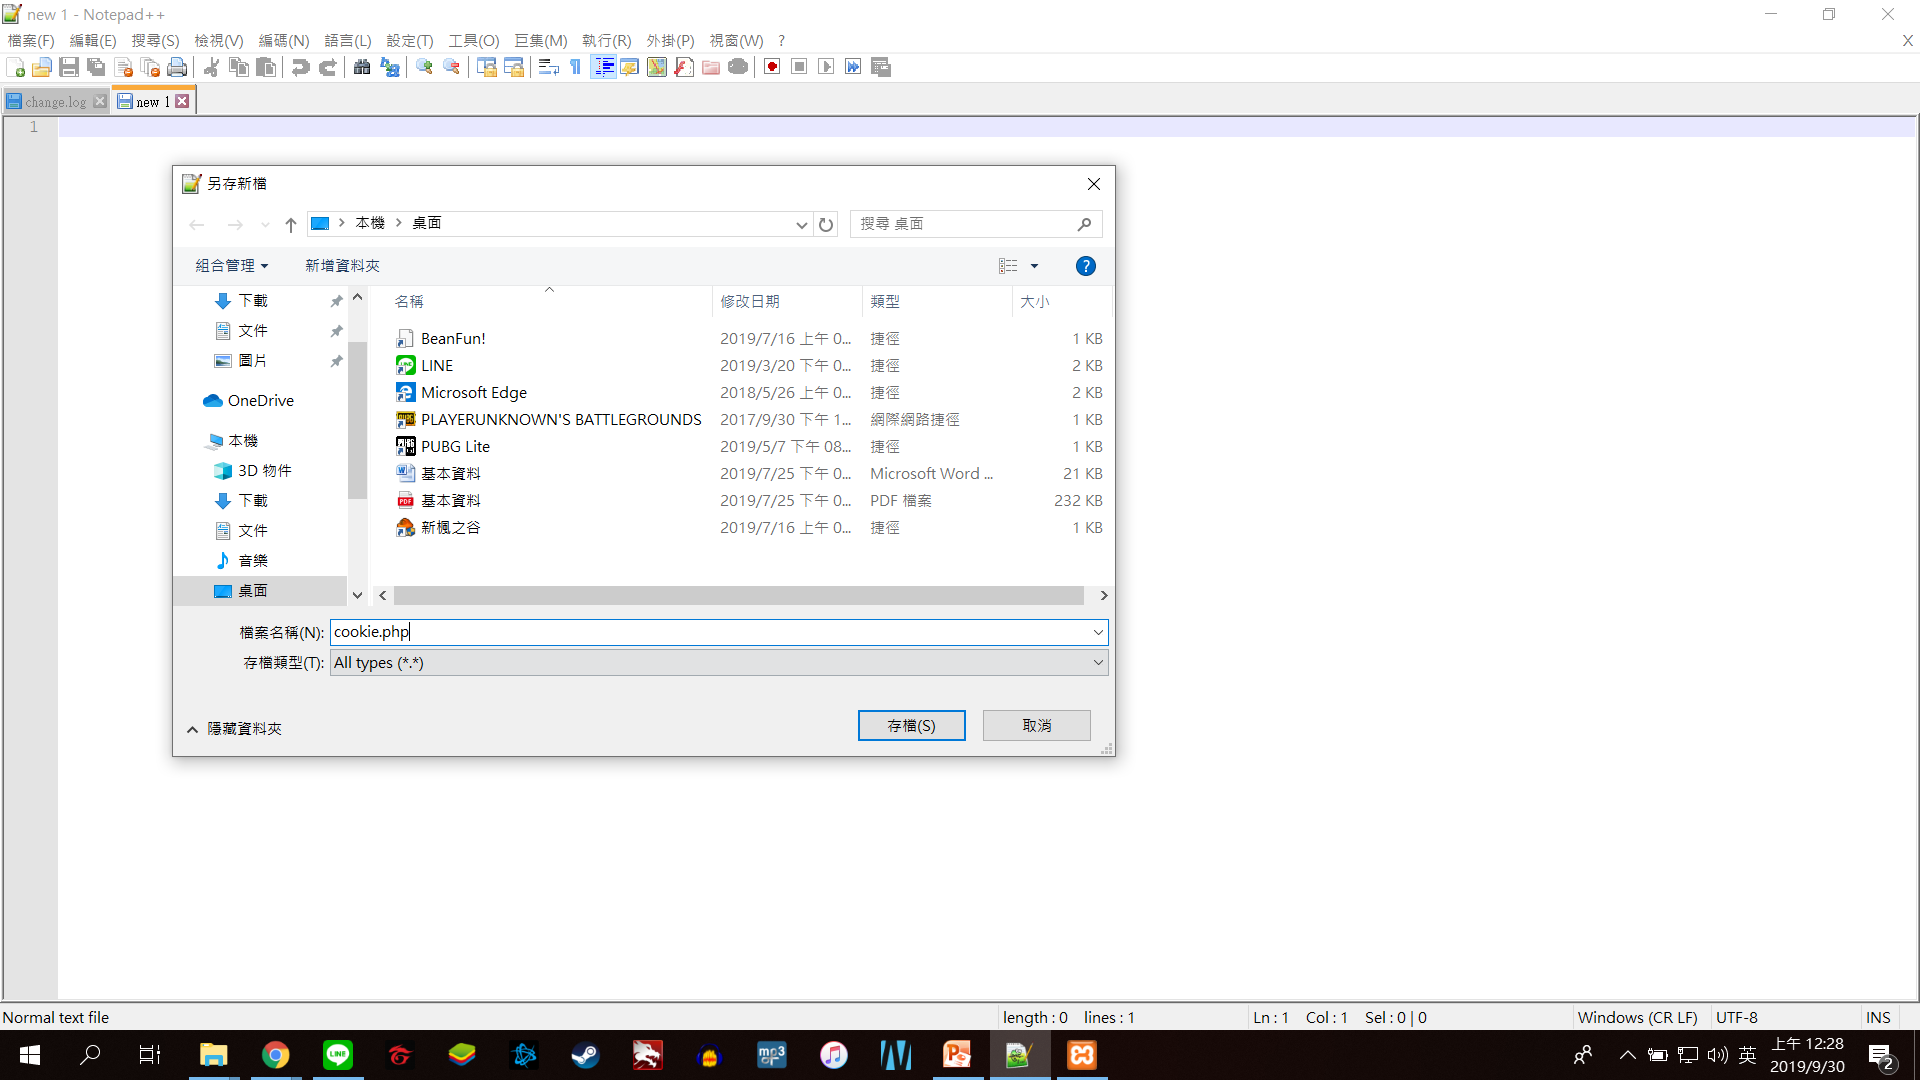 new 1 - Notepad++
檔案(F) 編輯(E) 搜尋(S) 檢視(V) 編碼(N) 語言(L) 設定(T) 工具(O) 巨集(M) 執行(R) 外掛(P) 視窗(W) ? X
change.log new 1
1
另存新檔
本機 桌面 搜尋 桌面
組合管理 新增資料夾 ?
下載
文件
圖片
OneDrive
本機
3D 物件
下載
文件
音樂
桌面
名稱 修改日期 類型 大小
BeanFun! 2019/7/16 上午 0... 捷徑 1 KB
LINE 2019/3/20 下午 0... 捷徑 2 KB
Microsoft Edge 2018/5/26 上午 0... 捷徑 2 KB
PLAYERUNKNOWN'S BATTLEGROUNDS 2017/9/30 下午 1... 網際網路捷徑 1 KB
PUBG Lite 2019/5/7 下午 08... 捷徑 1 KB
基本資料 2019/7/25 下午 0... Microsoft Word ... 21 KB
基本資料 2019/7/25 下午 0... PDF 檔案 232 KB
新楓之谷 2019/7/16 上午 0... 捷徑 1 KB
檔案名稱(N): cookie.php
存檔類型(T): All types (*.*)
隱藏資料夾 存檔(S) 取消
Normal text file length : 0 lines : 1 Ln : 1 Col : 1 Sel : 0 | 0 Windows (CR LF) UTF-8 INS
LINE mp3 英 上午 12:28 2
2019/9/30